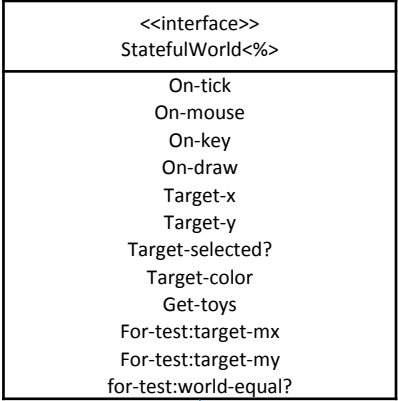 <<interface>>
StatefulWorld<%>
On-tick
On-mouse
On-key
On-draw
Target-x
Target-y
Target-selected?
Target-color
Get-toys
For-test:target-mx
For-test:target-my
for-test:world-equal?